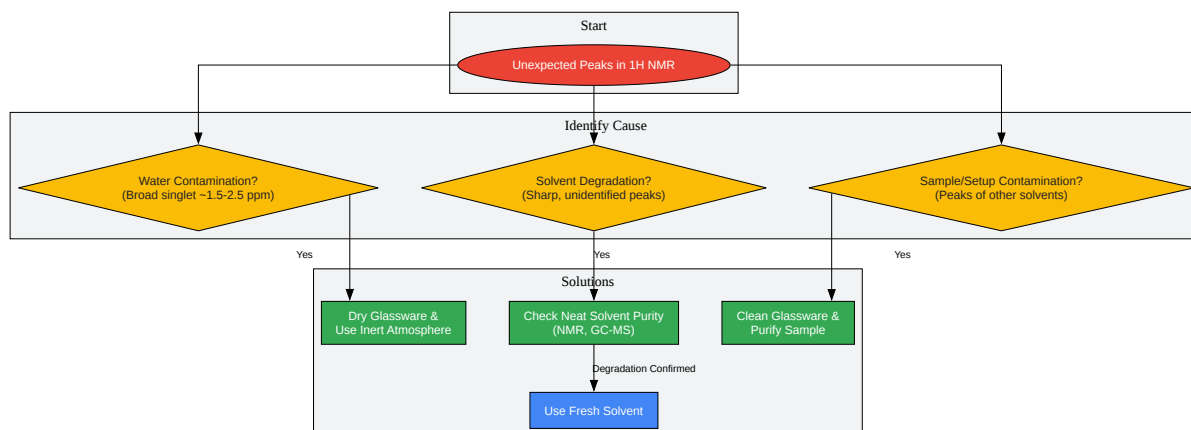 Start
Unexpected Peaks in 1H NMR
Identify Cause
Water Contamination?
(Broad singlet ~1.5-2.5 ppm)
Solvent Degradation?
(Sharp, unidentified peaks)
Sample/Setup Contamination?
(Peaks of other solvents)
Yes
Yes
Yes
Solutions
Dry Glassware &
Use Inert Atmosphere
Check Neat Solvent Purity
(NMR, GC-MS)
Clean Glassware &
Purify Sample
Degradation Confirmed
Use Fresh Solvent